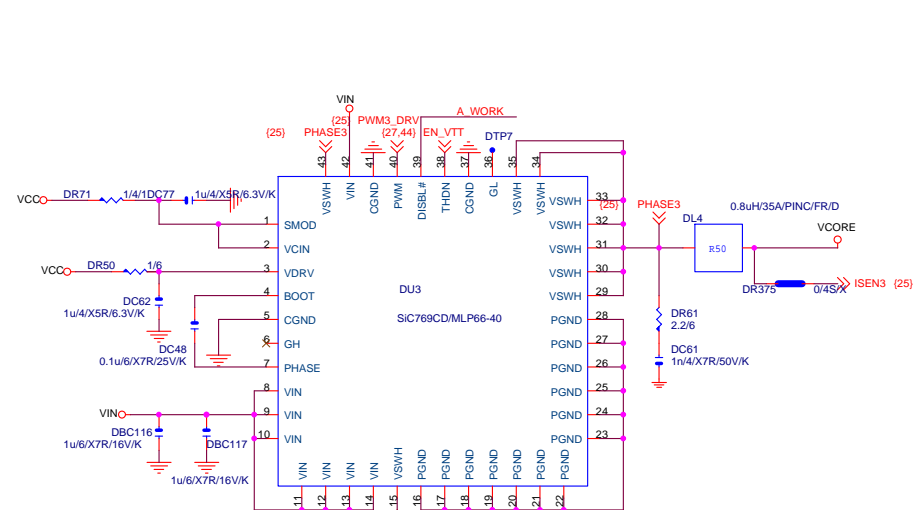 VIN
A_WORK
{25} PWM3_DRV
{25} PHASE3 {27,44} EN_VTT
DTP7
43 42 41 40 39 38 37 36 35 34
VSWH VIN CGND PWM DISBL# THDN CGND GL VSWH VSWH
VCC DR71 1/4/1 DC77 1u/4/X5R/6.3V/K
1 SMOD
2 VCIN
VCC DR50 1/6
3 VDRV
4 BOOT
5 CGND
6 GH
7 PHASE
8 VIN
9 VIN
10 VIN
DC62
1u/4/X5R/6.3V/K
DC48
0.1u/6/X7R/25V/K
VIN
DBC116
1u/6/X7R/16V/K
DBC117
1u/6/X7R/16V/K
DU3
SiC769CD/MLP66-40
VSWH 33
VSWH 32
VSWH 31
VSWH 30
VSWH 29
PGND 28
PGND 27
PGND 26
PGND 25
PGND 24
PGND 23
{25} PHASE3
DL4
0.8uH/35A/PINC/FR/D
R50
VCORE
DR375 0/4S/X ISEN3 {25}
DR61
2.2/6
DC61
1n/4/X7R/50V/K
VIN VIN VIN VIN VSWH PGND PGND PGND PGND PGND PGND PGND
11 12 13 14 15 16 17 18 19 20 21 22